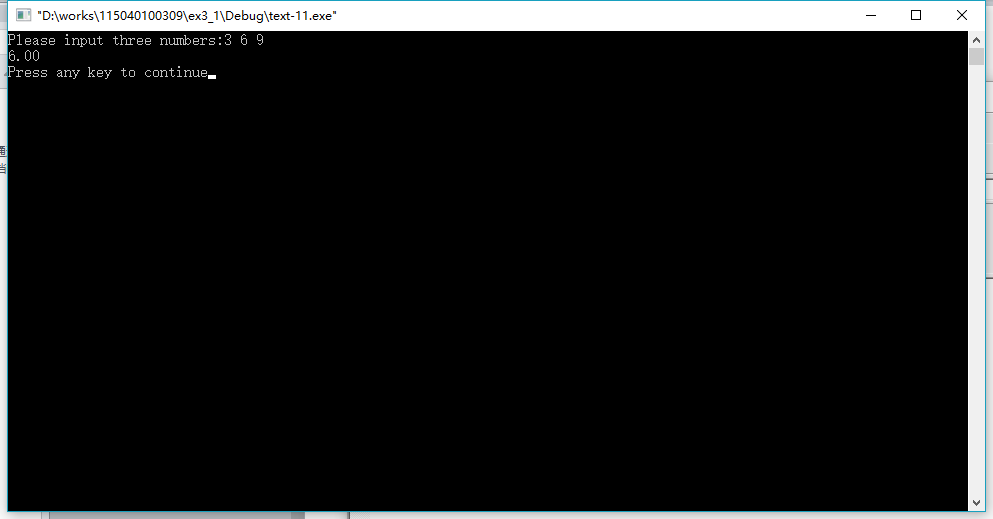 "D:\works\115040100309\ex3_1\Debug\text-11.exe"
Please input three numbers:3 6 9
6.00
Press any key to continue